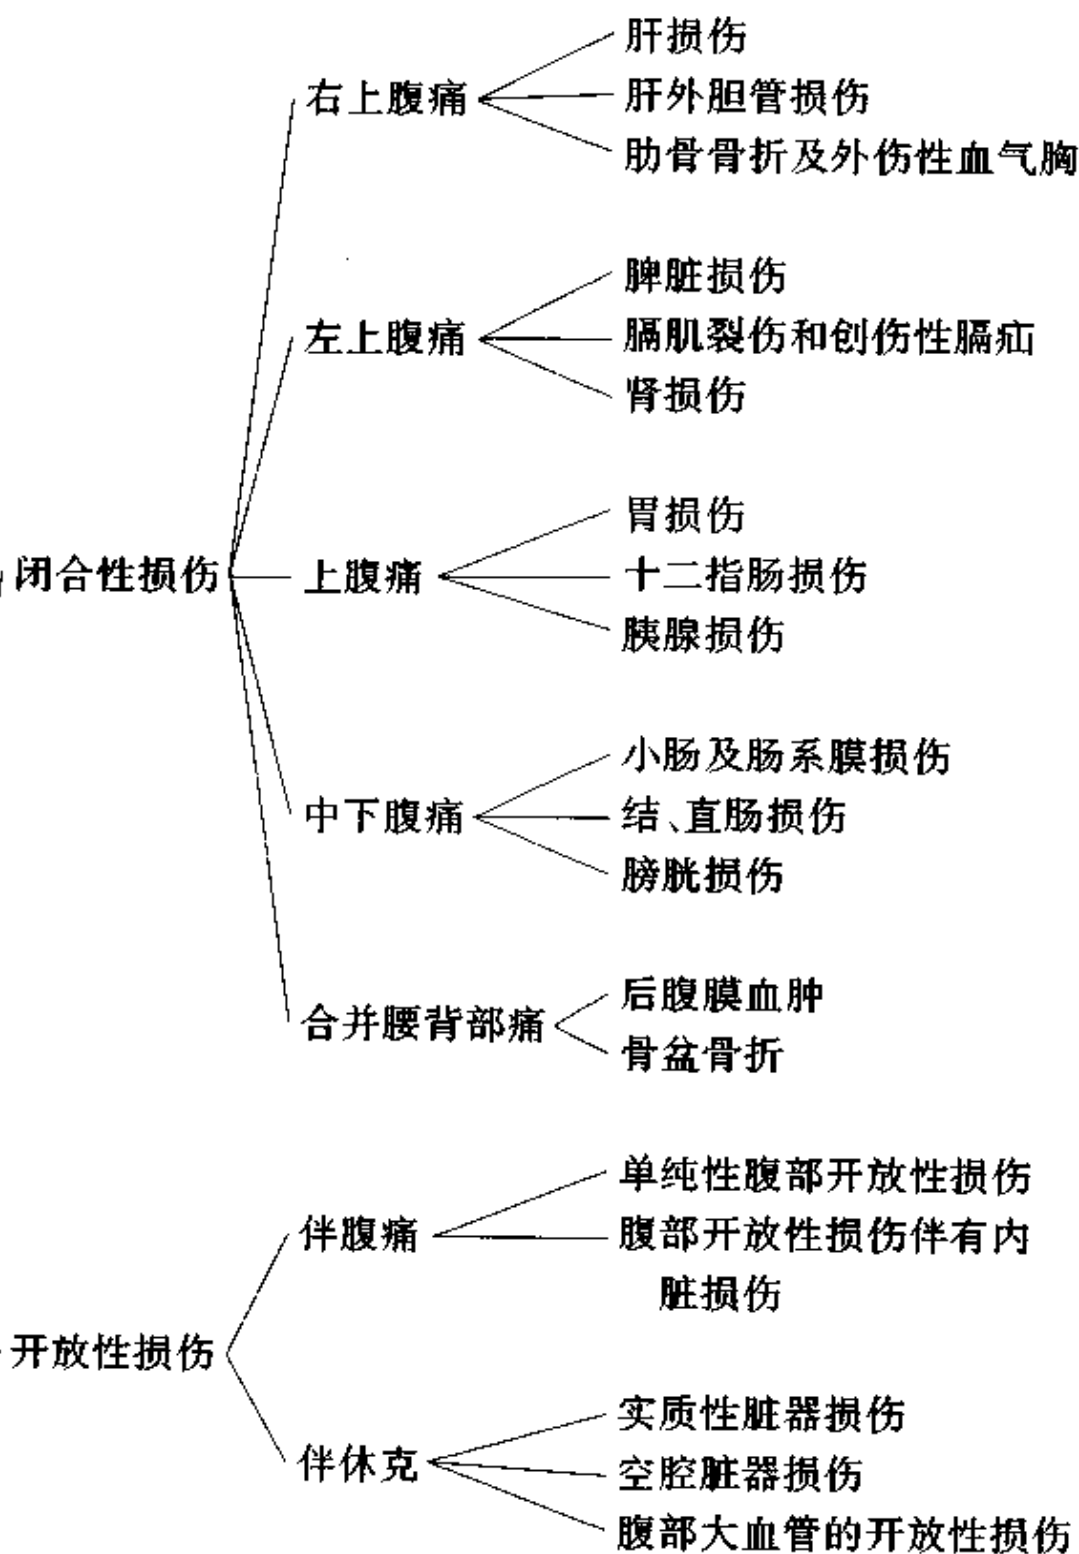 肝损伤
右上腹痛
肝外胆管损伤
肋骨骨折及外伤性血气胸
脾脏损伤
左上腹痛
膈肌裂伤和创伤性膈疝
肾损伤
胃损伤
闭合性损伤
上腹痛
十二指肠损伤
胰腺损伤
小肠及肠系膜损伤
中下腹痛
结、直肠损伤
膀胱损伤
后腹膜血肿
合并腰背部痛
骨盆骨折
单纯性腹部开放性损伤
伴腹痛
腹部开放性损伤伴有内
脏损伤
开放性损伤
实质性脏器损伤
伴休克
空腔脏器损伤
腹部大血管的开放性损伤